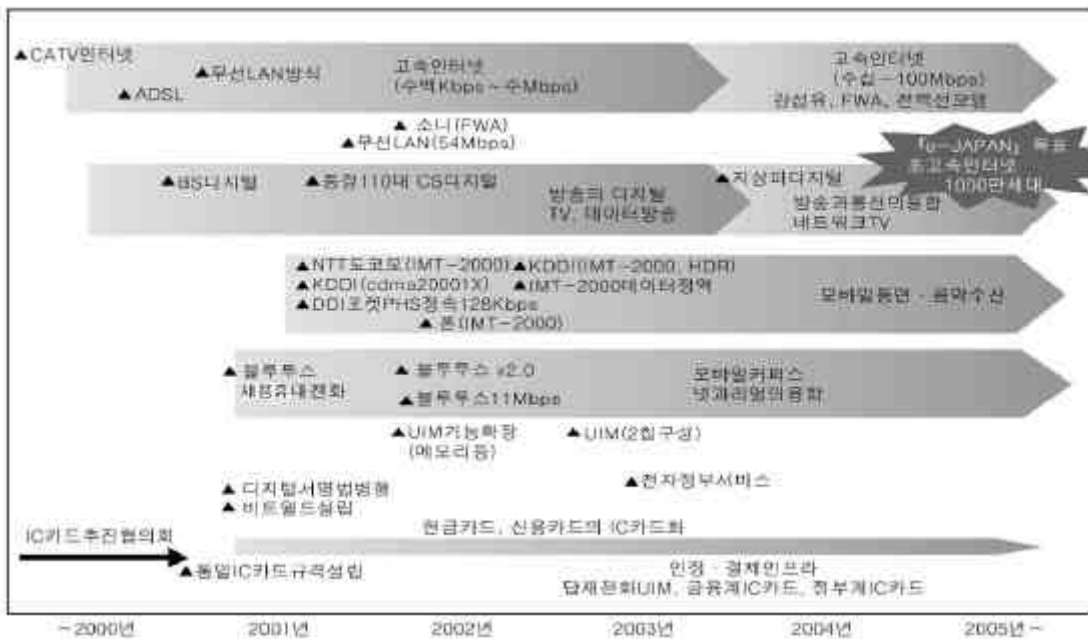 ▲CATV인터넷
▲무선LAN방식
▲ADSL
고속인터넷
(수백Kbps~수Mbps)
고속인터넷
(수십~100Mbps)
광섬유, FWA, 전력선모뎀
▲ 소니(FWA)
▲무선LAN(54Mbps)
목표
초고속인터넷
1000만세대
▲BS디지털
▲동경110대 CS디지털
방송의 디지털
TV, 데이터방송
▲지상파디지털
방송과통신의융합
네트워크TV
▲NTT도코모(IMT-2000)
▲KDDI(IMT-2000, HDR)
▲KDDI(cdma20001X)
▲IMT-2000데이터정액
▲DDI포켓PHS정속128Kbps
▲ 폰(IMT-2000)
모바일동면·음악수신
▲ 블루투스
채용휴대전화
▲ 블루투스 v2.0
▲블루투스11Mbps
모바일커머스
넷과리얼의융합
▲UIM기능확장
(메모리등)
▲UIM(2칩구성)
▲전자정부서비스
▲ 디지털서명법병행
▲ 비트월드설립
현금카드, 신용카드의 IC카드화
IC카드추진협의회
▲통일IC카드규격설립
인정·결제인프라
탑재전화UIM, 금융계IC카드, 정부계IC카드
~2000년
2001년
2002년
2003년
2004년
2005년~